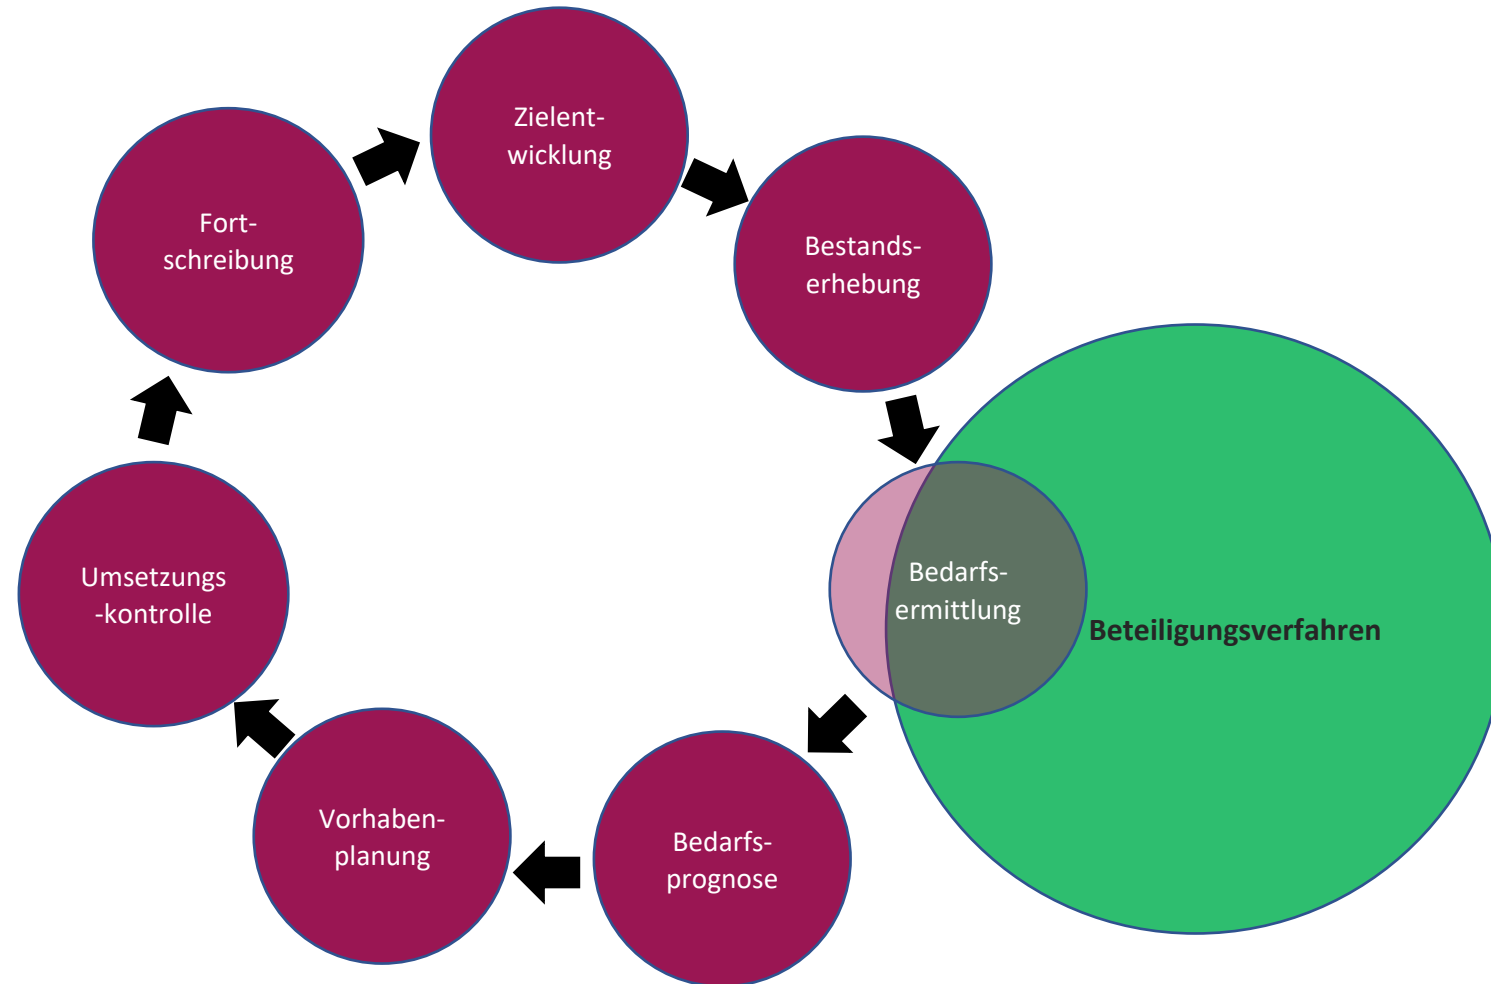 Zielent-
wicklung
Bestands-
erhebung
Bedarfs-
ermittlung
Beteiligungsverfahren
Bedarfs-
prognose
Vorhaben-
planung
Umsetzungs
-kontrolle
Fort-
schreibung